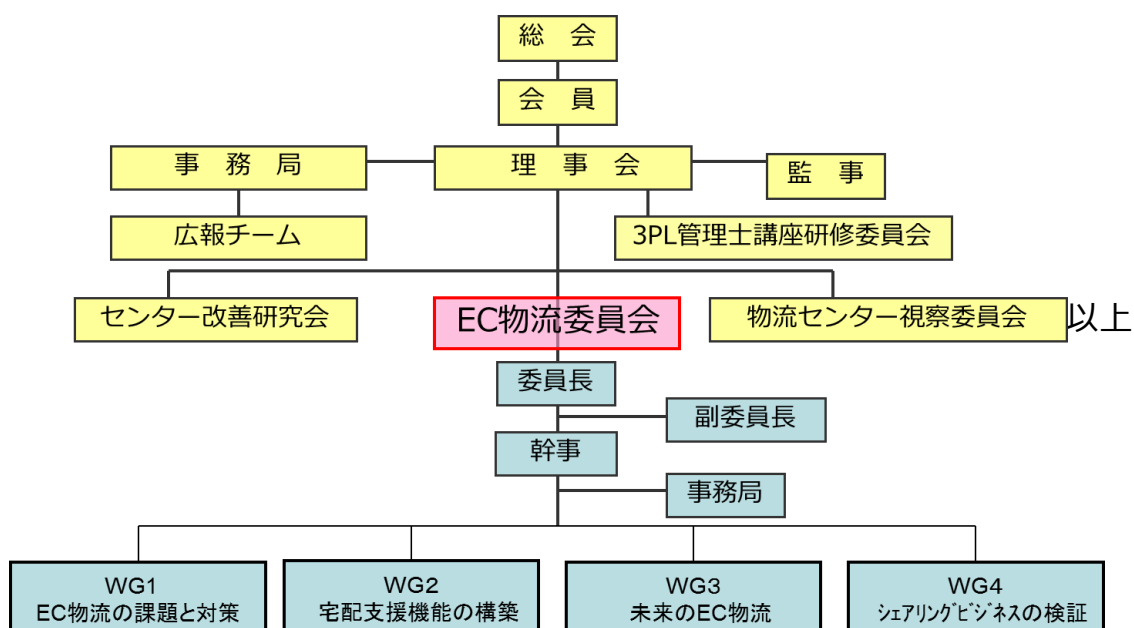 総　会
会　員
事　務　局
理　事　会
監　事
広報チーム
3PL管理士講座研修委員会
センター改善研究会
EC物流委員会
物流センター視察委員会
以上
委員長
副委員長
幹事
事務局
WG1
EC物流の課題と対策
WG2
宅配支援機能の構築
WG3
未来のEC物流
WG4
ｼｪｱﾘﾝｸﾞﾋﾞｼﾞﾈｽの検証